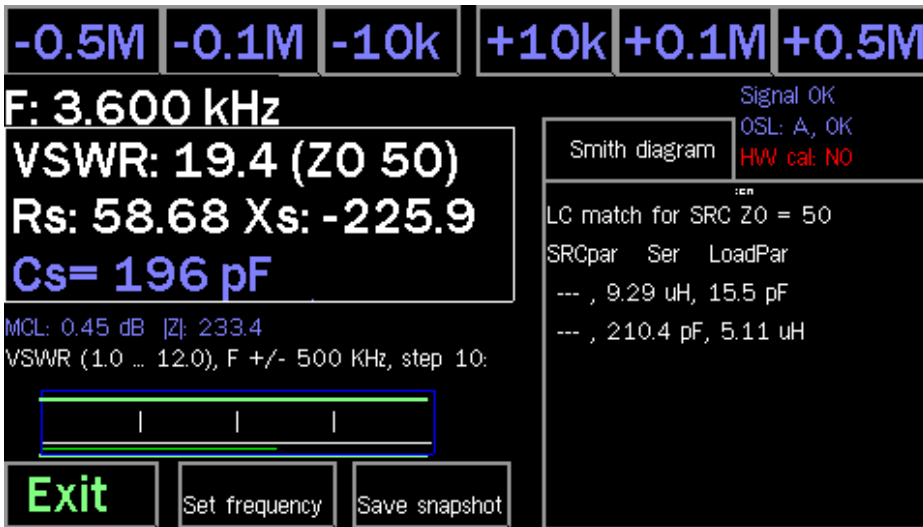 -0.5M -0.1M -10k +10k +0.1M +0.5M
F: 3.600 kHz
Signal OK
OSL: A, OK
HW cal: NO
VSWR: 19.4 (Z0 50)
Rs: 58.68 Xs: -225.9
Cs= 196 pF
Smith diagram
LC match for SRC Z0 = 50
SRCpar Ser LoadPar
--- , 9.29 uH, 15.5 pF
--- , 210.4 pF, 5.11 uH
MCL: 0.45 dB |Z|: 233.4
VSWR (1.0 ... 12.0), F +/- 500 KHz, step 10:
Exit
Set frequency
Save snapshot